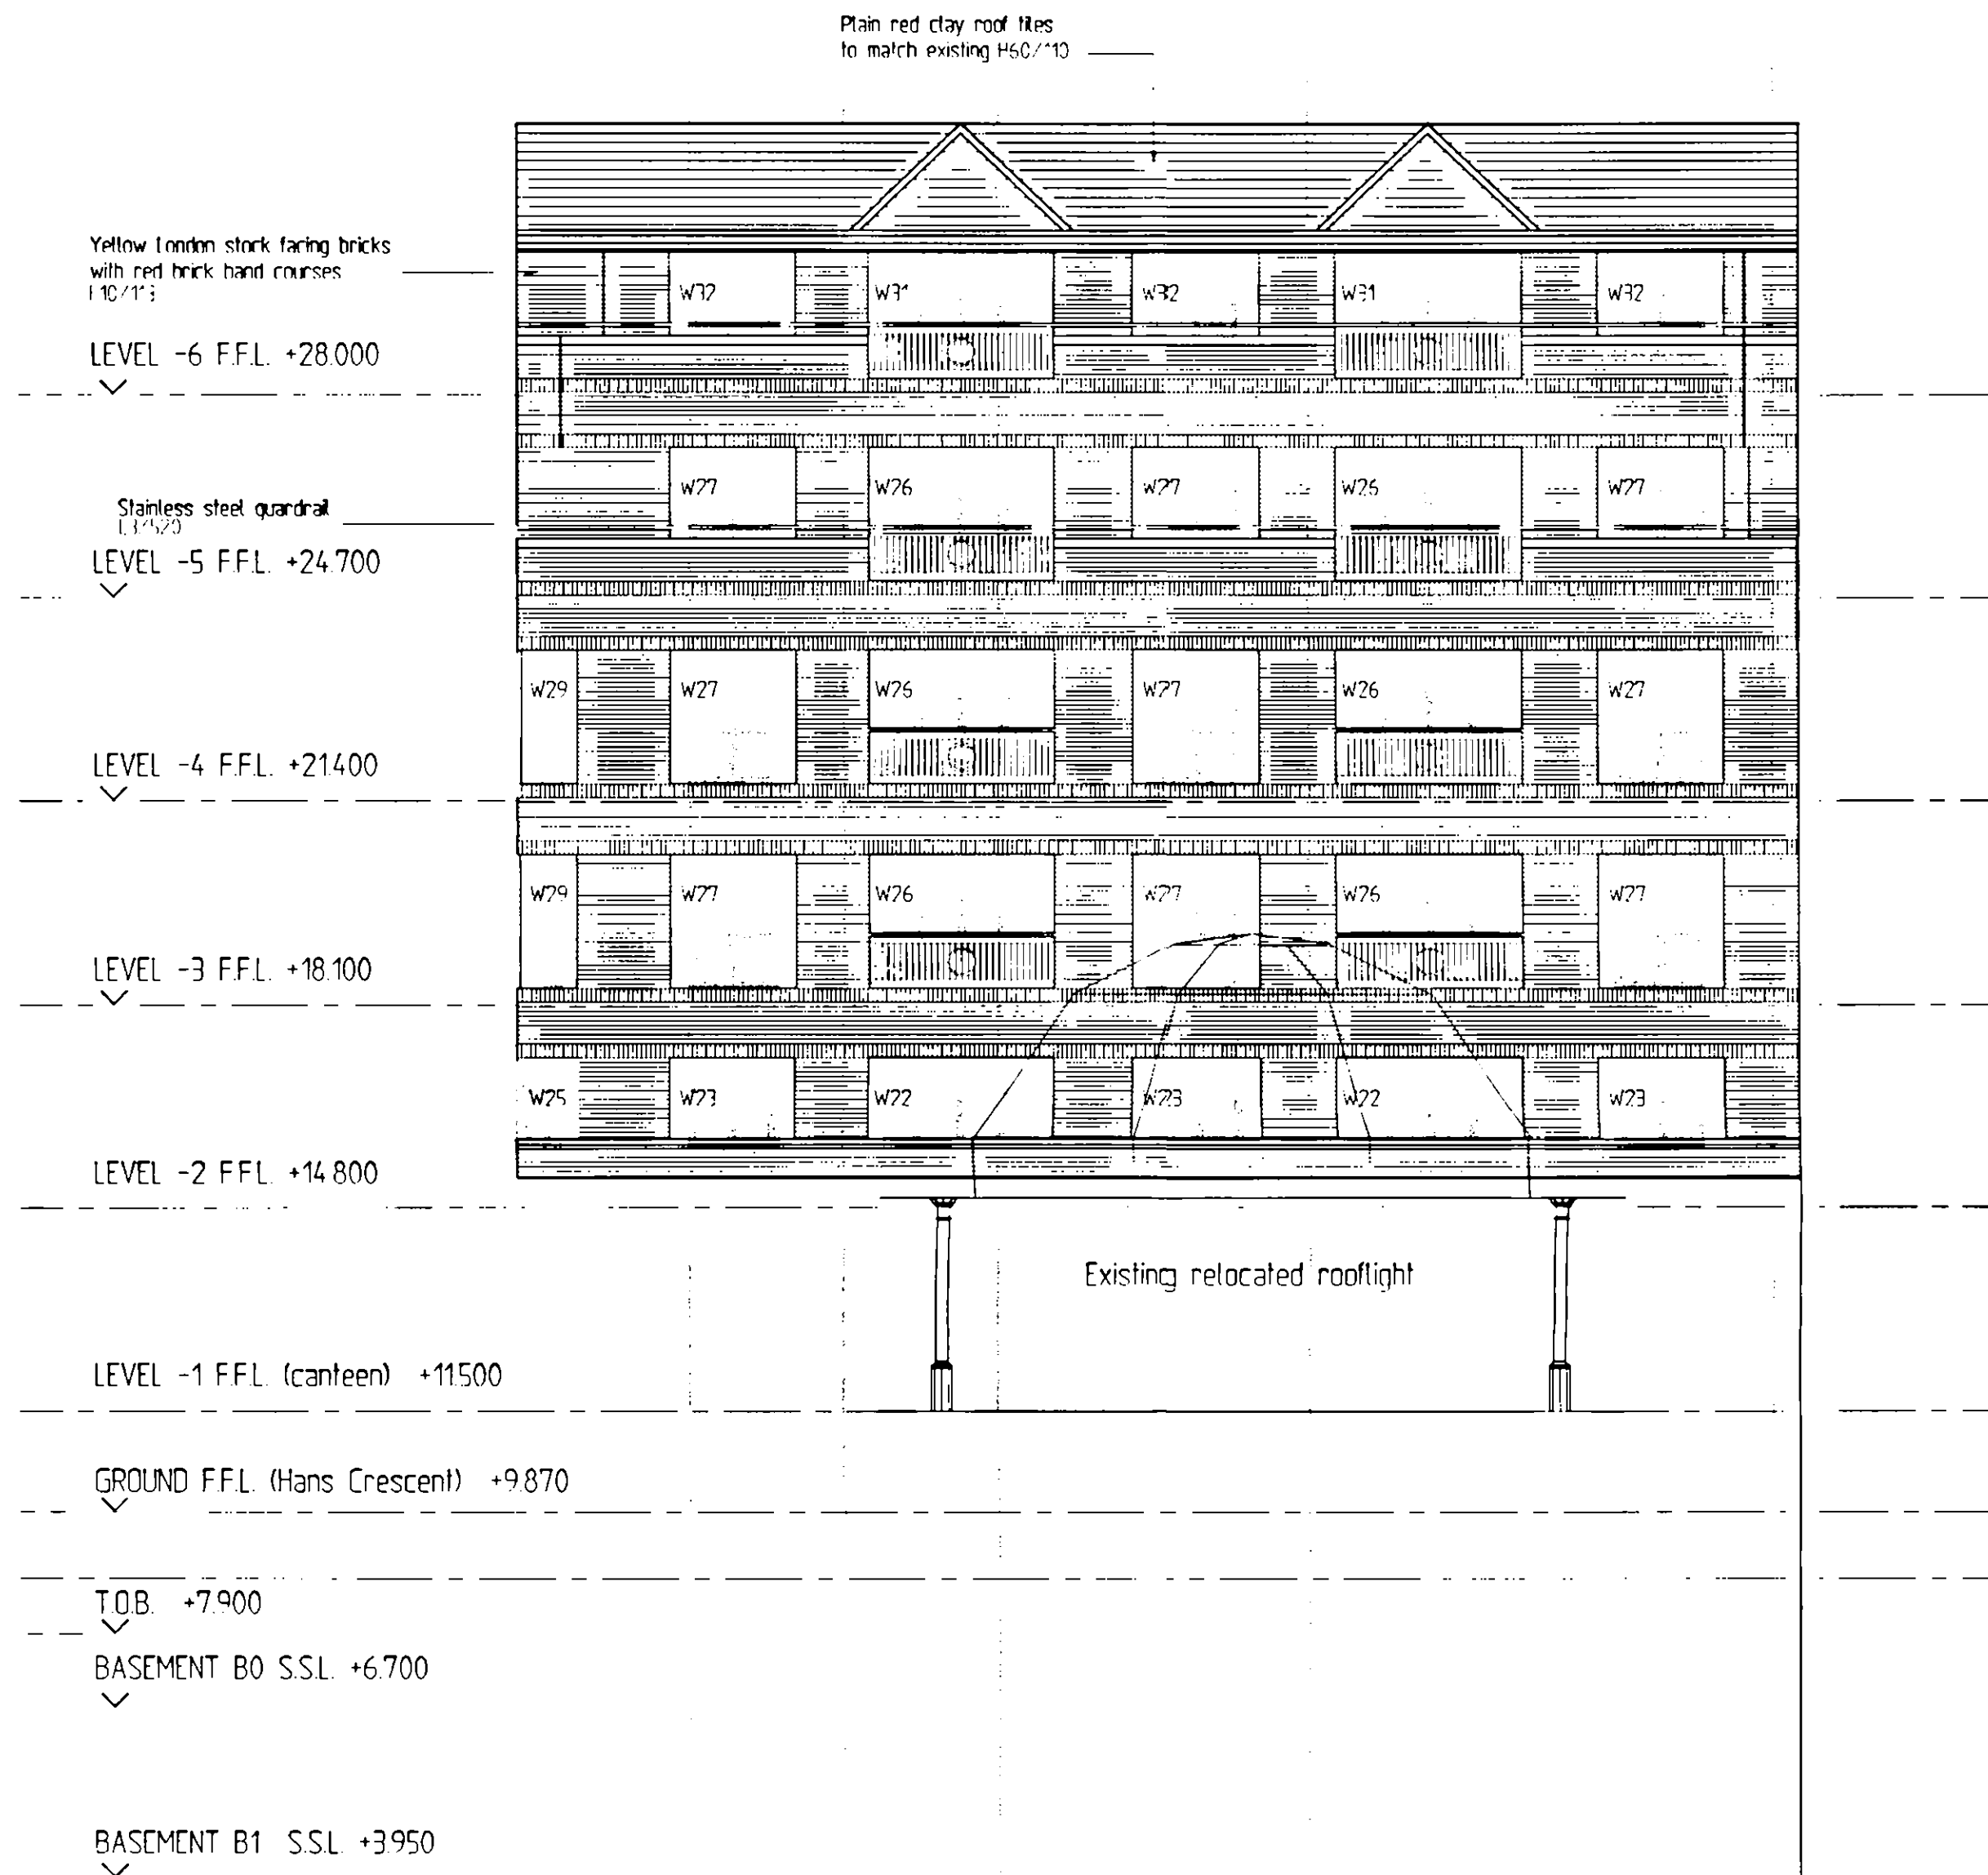 Plain red clay roof tiles
to match existing H60/110
Yellow London stock facing bricks
with red brick band courses
F10/113
W32 W31 W32 W31 W32
LEVEL -6 F.F.L. +28.000
W27 W26 W27 W26 W27
Stainless steel guardrail
LEVEL -5 F.F.L. +24.700
W29 W27 W26 W27 W26 W27
LEVEL -4 F.F.L. +21.400
W29 W27 W26 W27 W26 W27
LEVEL -3 F.F.L. +18.100
W25 W23 W22 W23 W22 W23
LEVEL -2 F.F.L. +14.800
Existing relocated rooflight
LEVEL -1 F.F.L. (canteen) +11.500
GROUND F.F.L. (Hans Crescent) +9.870
T.O.B. +7.900
BASEMENT B0 S.S.L. +6.700
BASEMENT B1 S.S.L. +3.950